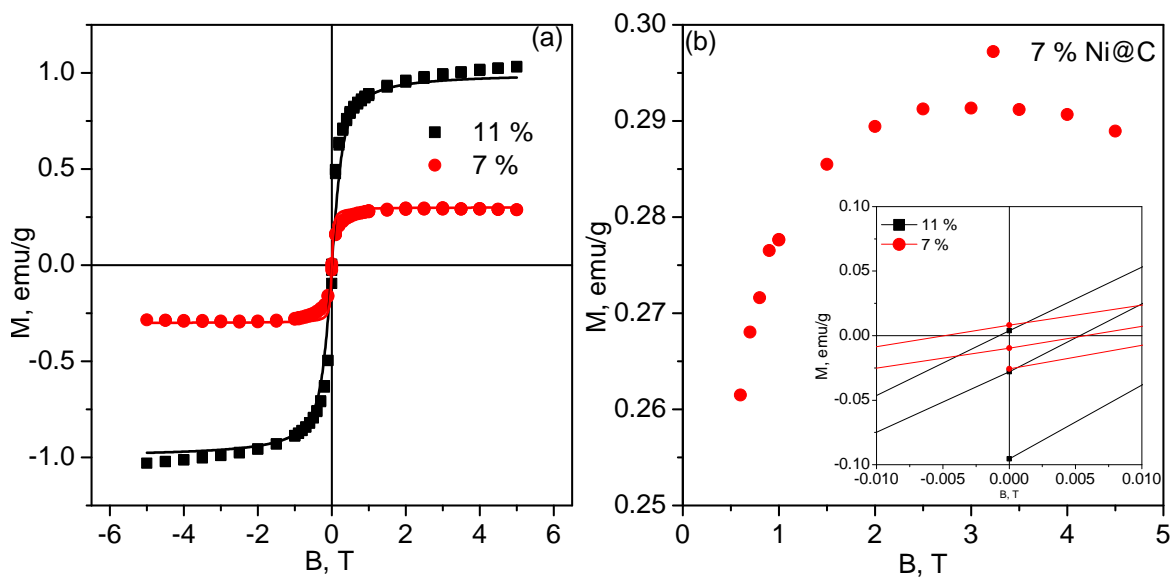 (a)
11 %
7 %
M, emu/g
1.0
0.5
0.0
-0.5
-1.0
-6 -4 -2 0 2 4 6
B, T
(b)
7 % Ni@C
M, emu/g
0.30
0.29
0.28
0.27
0.26
0.25
0 1 2 3 4 5
B, T
11 %
7 %
M, emu/g
0.10
0.05
0.00
-0.05
-0.10
-0.010 -0.005 0.000 0.005 0.010
B, T